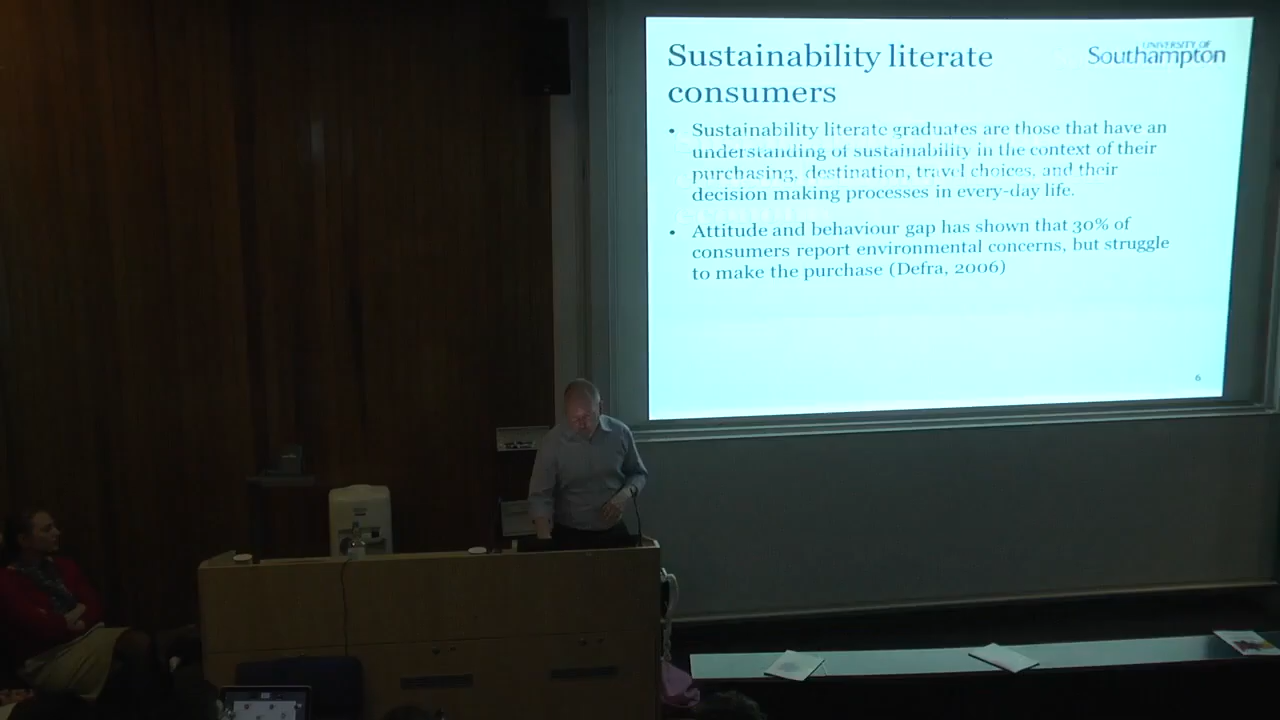 Sustainability literate
consumers
UNIVERSITY OF
Southampton
• Sustainability literate graduates are those that have an
understanding of sustainability in the context of their
purchasing, destination, travel choices, and their
decision making processes in every-day life.
• Attitude and behaviour gap has shown that 30% of
consumers report environmental concerns, but struggle
to make the purchase (Defra, 2006)
6